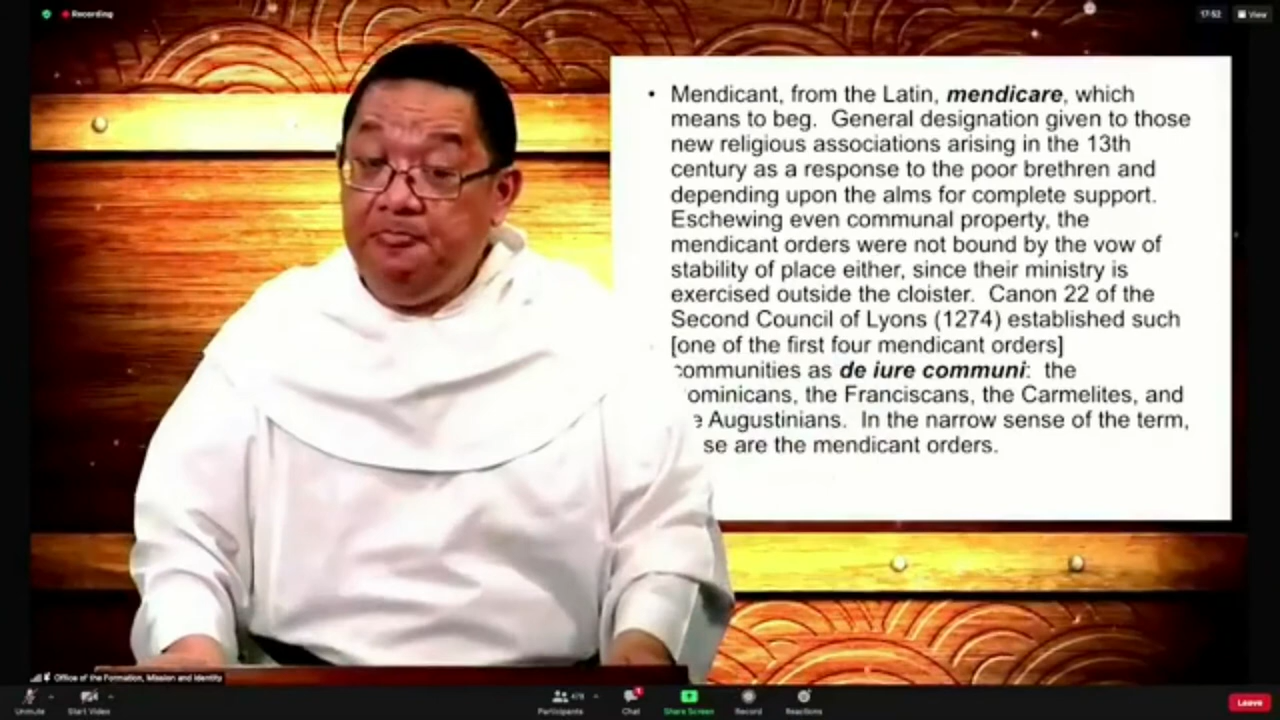 Recording
17:52
View
• Mendicant, from the Latin, mendicare, which
means to beg. General designation given to those
new religious associations arising in the 13th
century as a response to the poor brethren and
depending upon the alms for complete support.
Eschewing even communal property, the
mendicant orders were not bound by the vow of
stability of place either, since their ministry is
exercised outside the cloister. Canon 22 of the
Second Council of Lyons (1274) established such
[one of the first four mendicant orders]
communities as de iure communi: the
ominicans, the Franciscans, the Carmelites, and
e Augustinians. In the narrow sense of the term,
se are the mendicant orders.
Office of the Formation, Mission and Identity
Unmute
Start Video
Participants
Chat
Share Screen
Record
Reactions
Leave